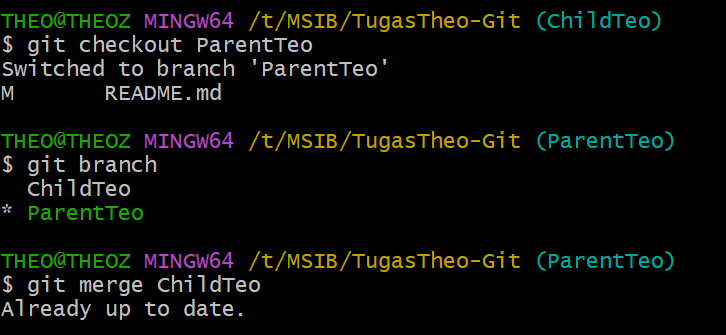 THEO@THEOZ MINGW64 /t/MSIB/TugasTheo-Git (ChildTeo)
$ git checkout ParentTeo
Switched to branch 'ParentTeo'
M       README.md
THEO@THEOZ MINGW64 /t/MSIB/TugasTheo-Git (ParentTeo)
$ git branch
  ChildTeo
* ParentTeo
THEO@THEOZ MINGW64 /t/MSIB/TugasTheo-Git (ParentTeo)
$ git merge ChildTeo
Already up to date.